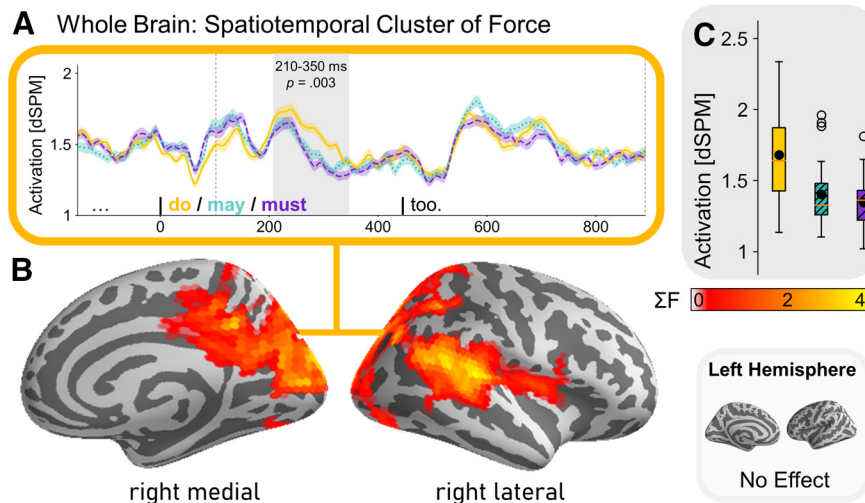 A Whole Brain: Spatiotemporal Cluster of Force
Activation [dSPM]
2
1.5
1
210-350 ms
p = .003
... | do / may / must | too.
0 200 400 600 800
B
right medial
right lateral
C
Activation [dSPM]
2.5
2
1.5
1
ΣF 0 2 4
Left Hemisphere
No Effect